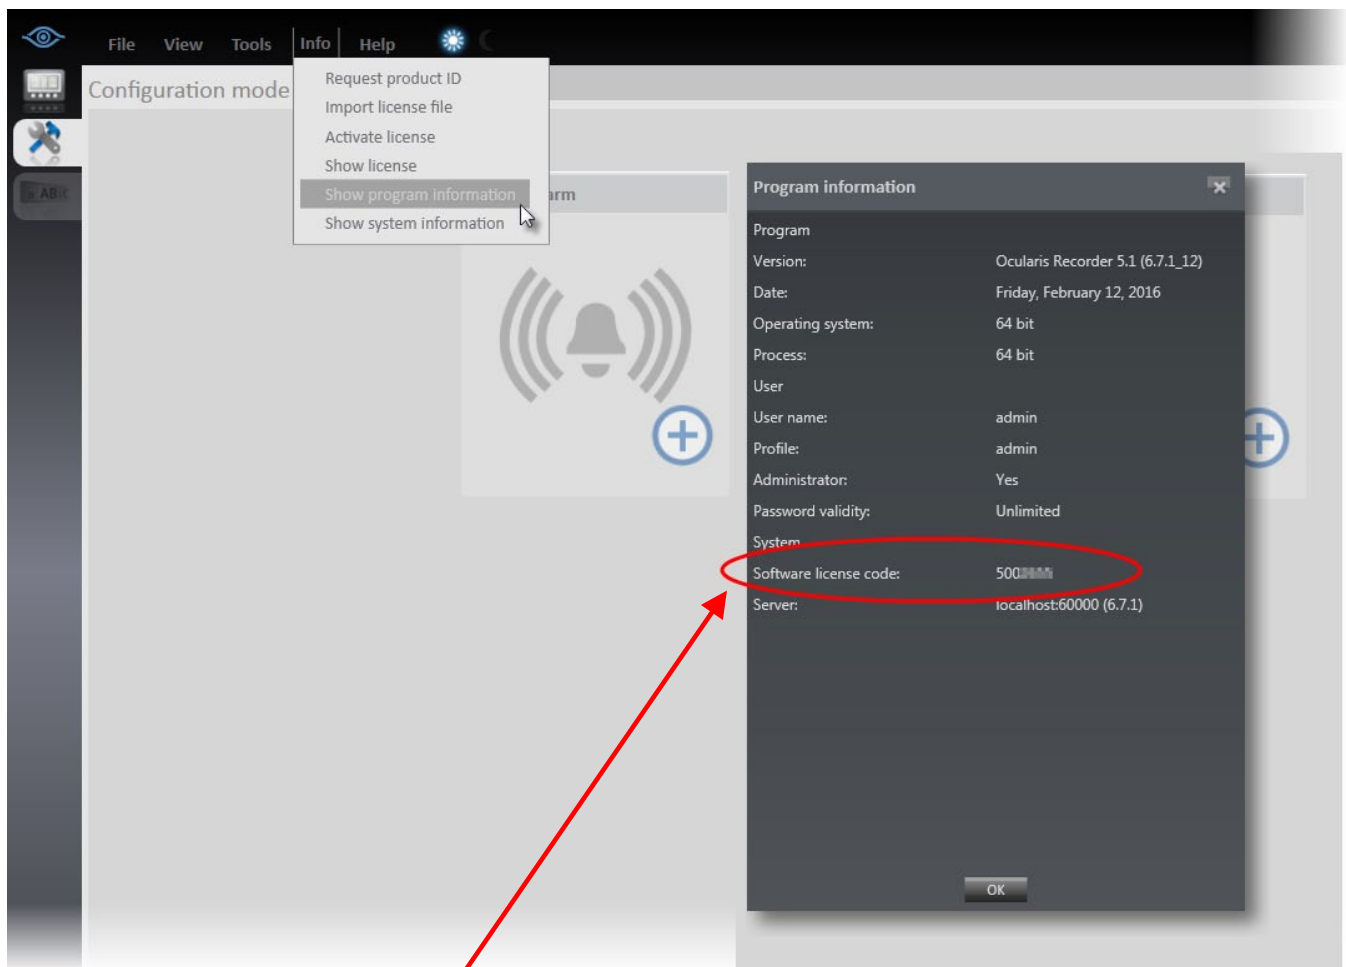 File View Tools Info Help
Configuration mode
Request product ID
Import license file
Activate license
Show license
Show program information
Show system information
arm
Program information
Program
Version: Ocularis Recorder 5.1 (6.7.1_12)
Date: Friday, February 12, 2016
Operating system: 64 bit
Process: 64 bit
User
User name: admin
Profile: admin
Administrator: Yes
Password validity: Unlimited
System
Software license code: 500
Server: localhost:60000 (6.7.1)
OK